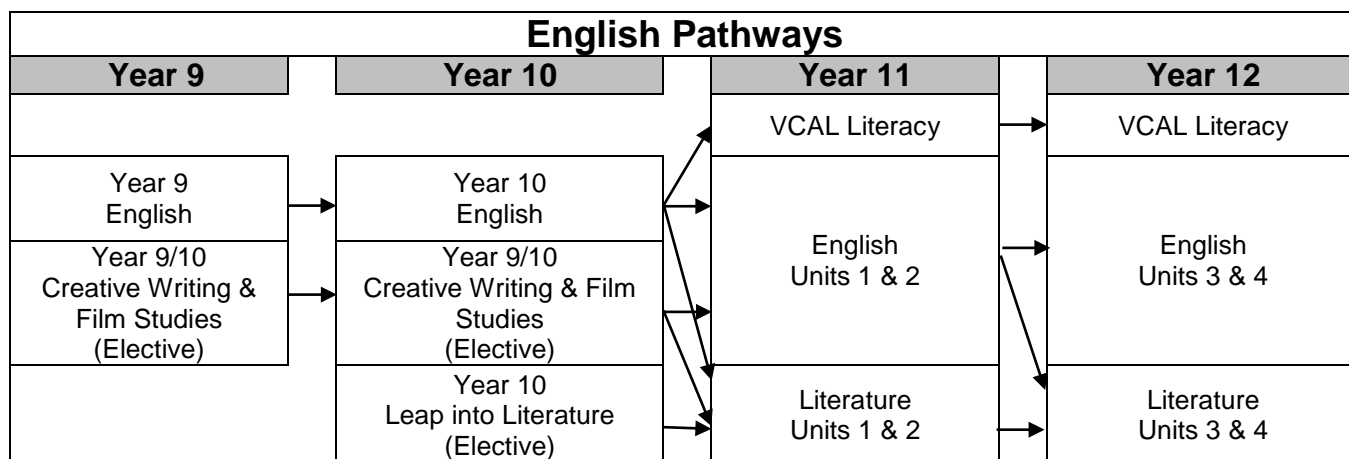 English Pathways
Year 9
Year 10
Year 11
Year 12
VCAL Literacy
VCAL Literacy
Year 9
English
Year 10
English
English
Units 1 & 2
English
Units 3 & 4
Year 9/10
Creative Writing &
Film Studies
(Elective)
Year 9/10
Creative Writing & Film
Studies
(Elective)
Year 10
Leap into Literature
(Elective)
Literature
Units 1 & 2
Literature
Units 3 & 4